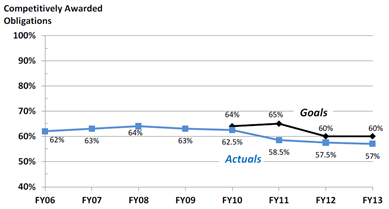 Competitively Awarded
Obligations
100%
90%
80%
70%
60%
50%
40%
64%
65%
Goals
60%
60%
62%
63%
64%
63%
62.5%
58.5%
57.5%
57%
Actuals
FY06
FY07
FY08
FY09
FY10
FY11
FY12
FY13